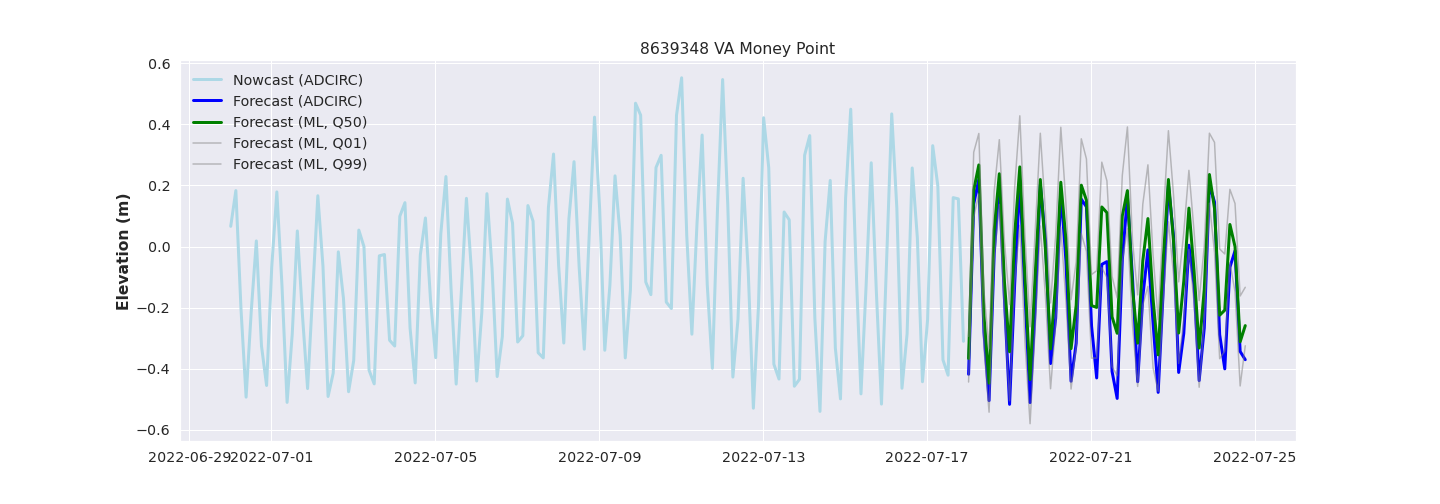 8639348 VA Money Point
Nowcast (ADCIRC)
Forecast (ADCIRC)
Forecast (ML, Q50)
Forecast (ML, Q01)
Forecast (ML, Q99)
Elevation (m)
0.6
0.4
0.2
0.0
−0.2
−0.4
−0.6
2022-06-29 2022-07-01 2022-07-05 2022-07-09 2022-07-13 2022-07-17 2022-07-21 2022-07-25